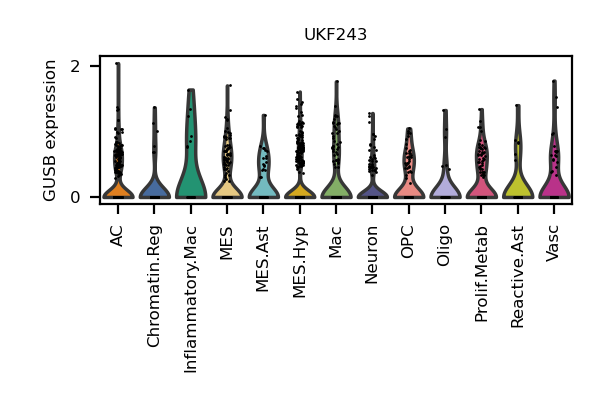 UKF243
GUSB expression
2
0
AC
Chromatin.Reg
Inflammatory.Mac
MES
MES.Ast
MES.Hyp
Mac
Neuron
OPC
Oligo
Prolif.Metab
Reactive.Ast
Vasc